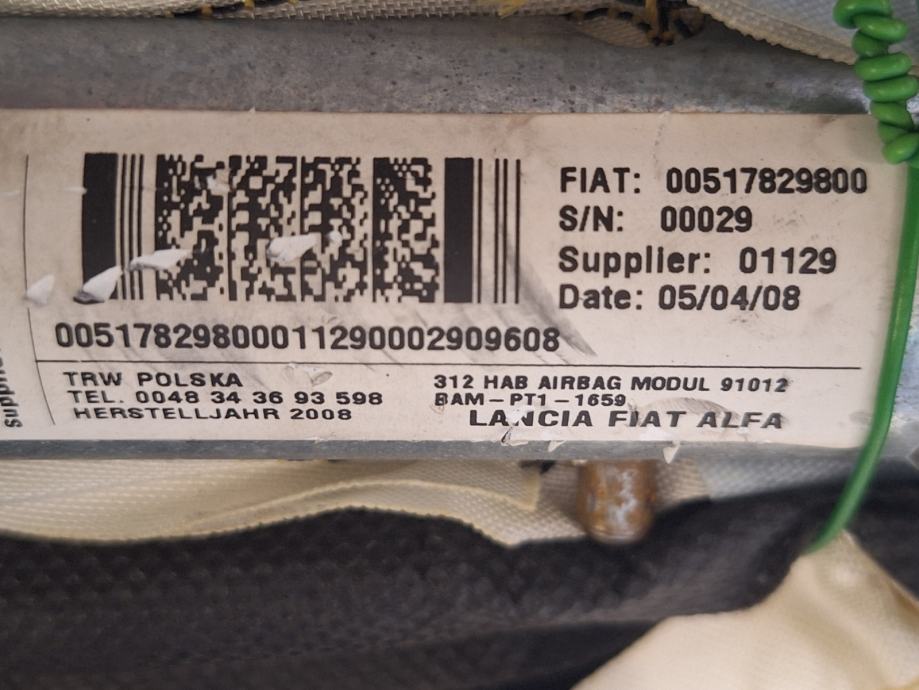 FIAT: 00517829800
S/N: 00029
Supplier: 01129
Date: 05/04/08
00517829800011290002909608
TRW POLSKA
TEL. 0048 34 36 93 598
HERSTELLJAHR 2008
312 HAB AIRBAG MODUL 91012
BAM-PT1-1659
LANCIA FIAT ALFA